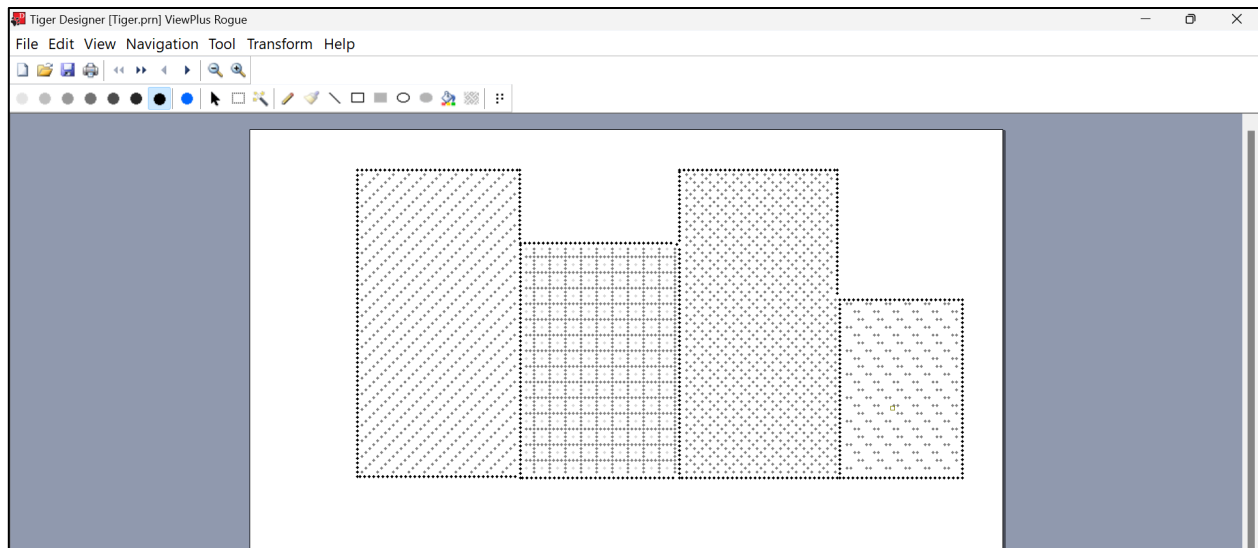 Tiger Designer [Tiger.prn] ViewPlus Rogue
File Edit View Navigation Tool Transform Help